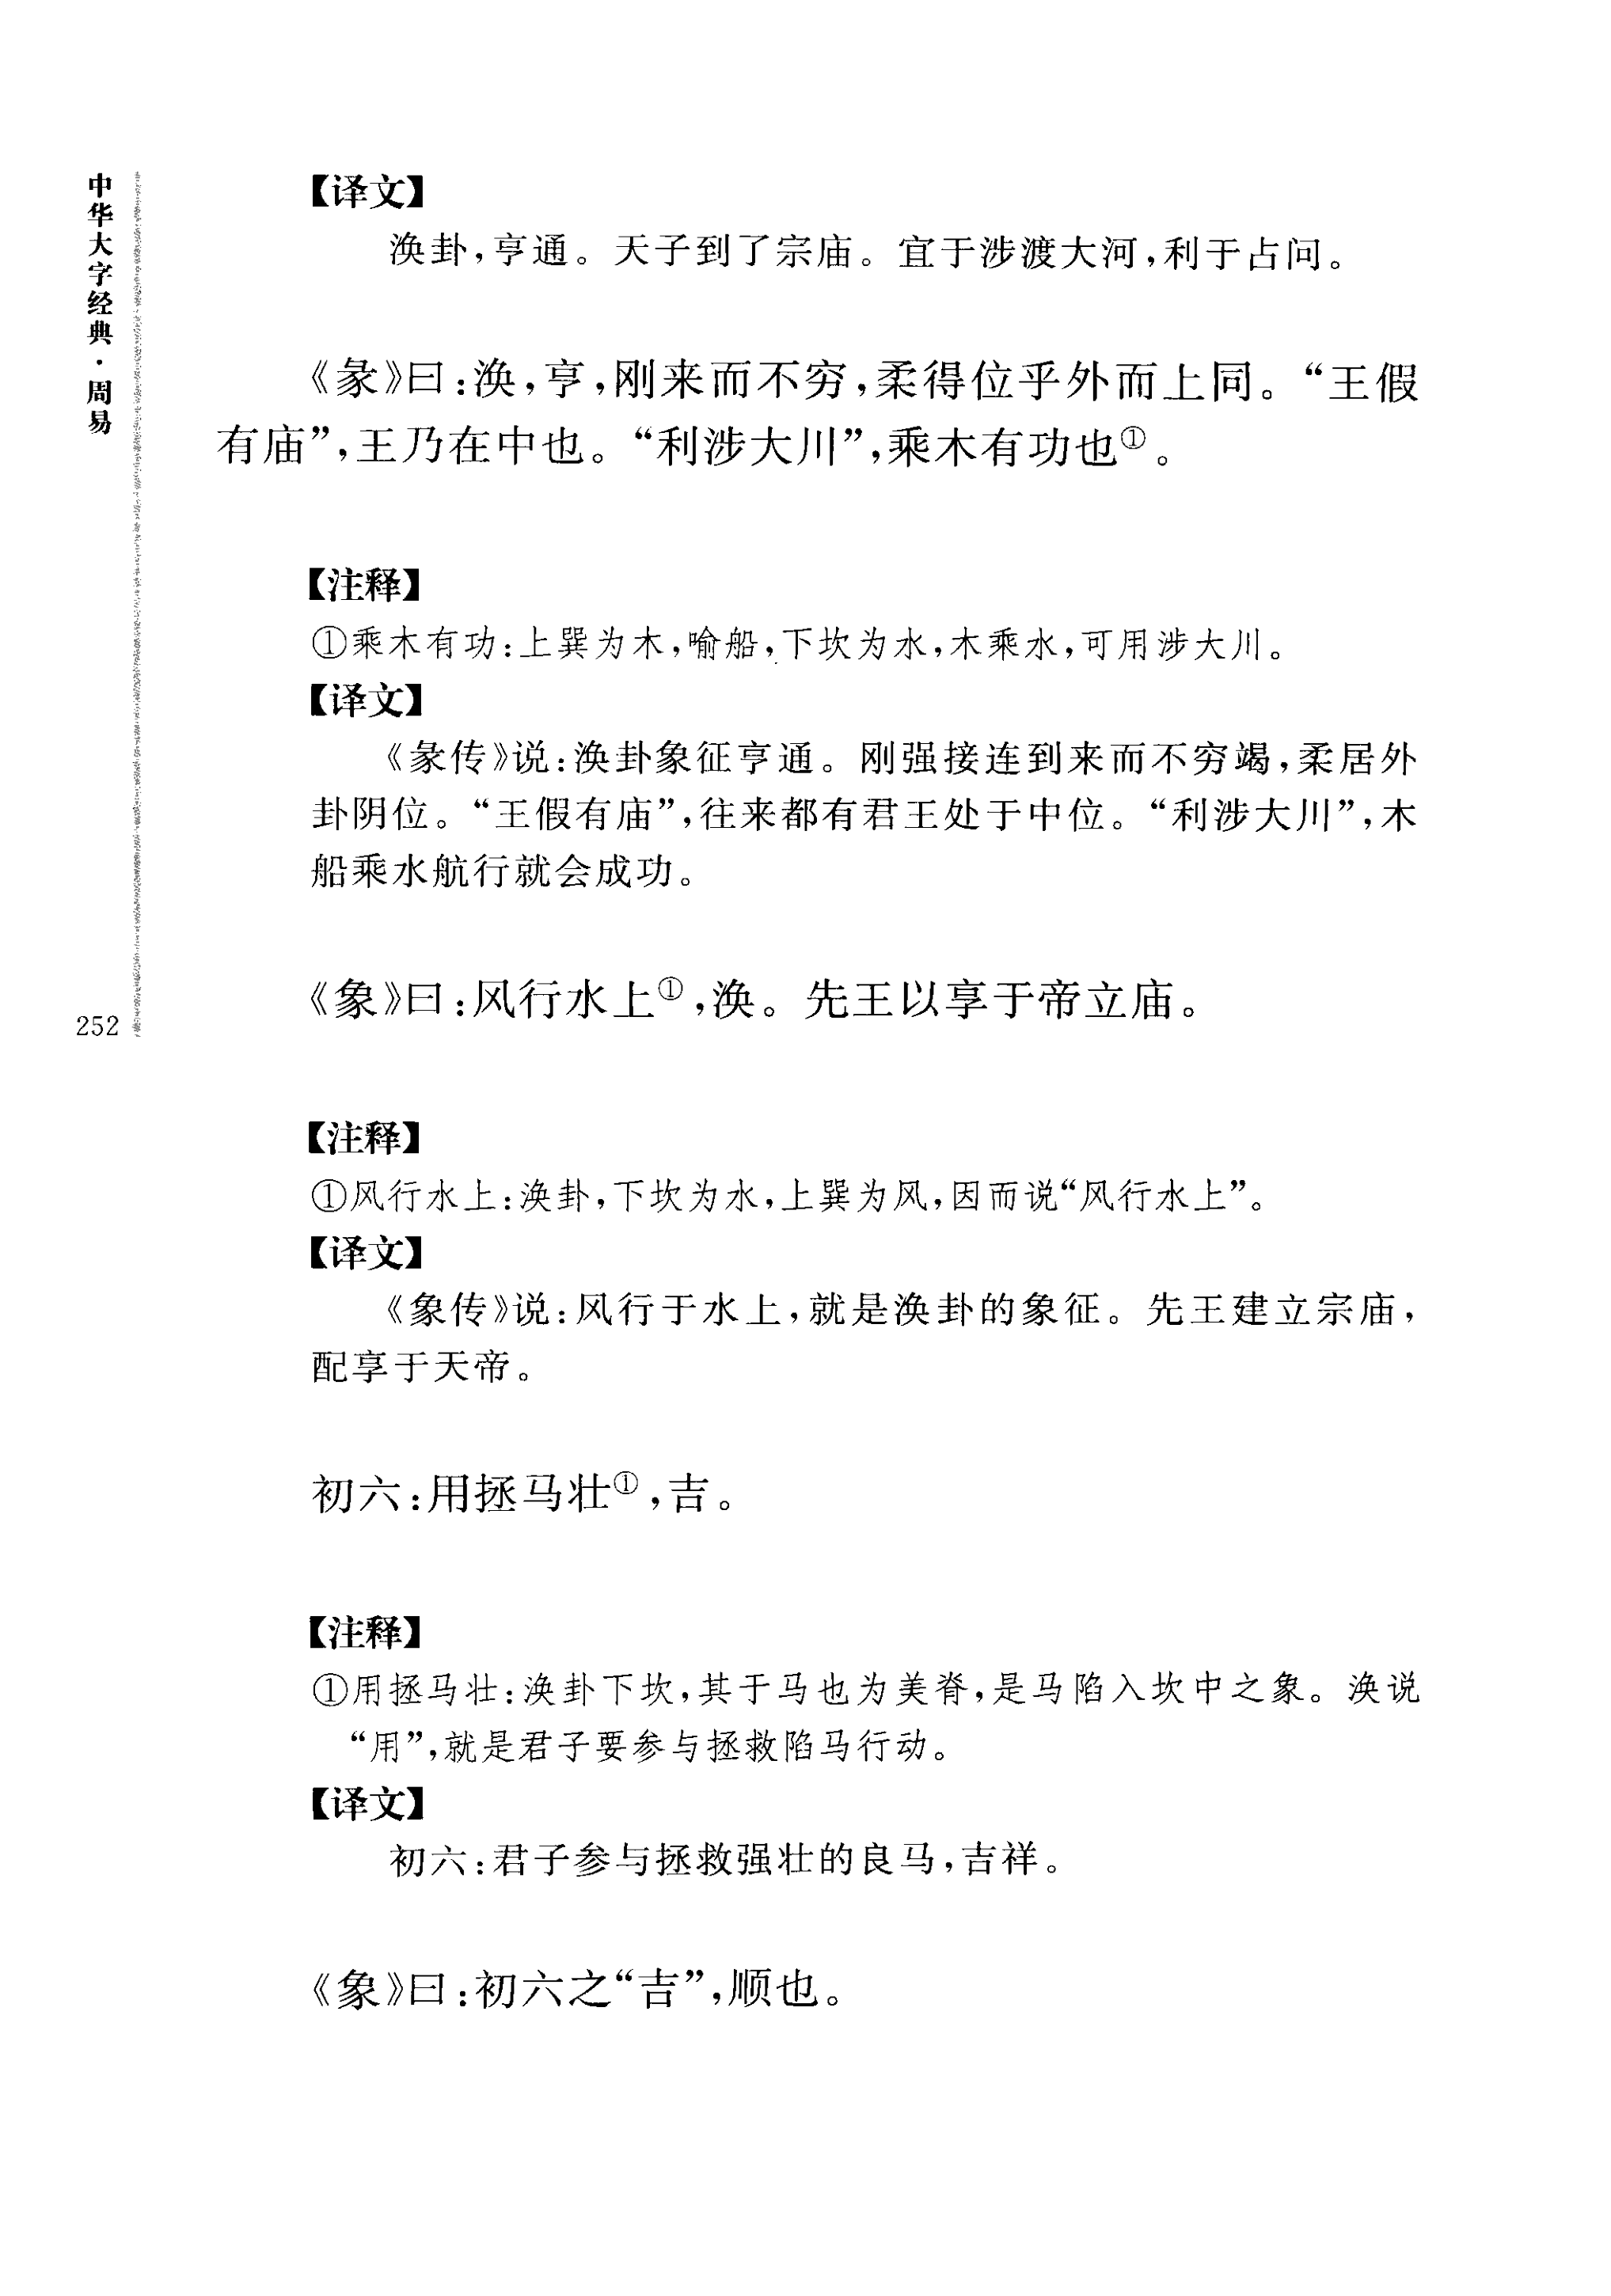 中华大字经典·周易
252
【译文】
涣卦,亨通。天子到了宗庙。宜于涉渡大河,利于占问。
《彖》曰:涣,亨,刚来而不穷,柔得位乎外而上同。“王假
有庙”,王乃在中也。“利涉大川”,乘木有功也①。
【注释】
①乘木有功:上巽为木,喻船,下坎为水,木乘水,可用涉大川。
【译文】
《彖传》说:涣卦象征亨通。刚强接连到来而不穷竭,柔居外
卦阴位。“王假有庙”,往来都有君王处于中位。“利涉大川”,木
船乘水航行就会成功。
《象》曰:风行水上①,涣。先王以享于帝立庙。
【注释】
①风行水上:涣卦,下坎为水,上巽为风,因而说“风行水上”。
【译文】
《象传》说:风行于水上,就是涣卦的象征。先王建立宗庙,
配享于天帝。
初六:用拯马壮①,吉。
【注释】
①用拯马壮:涣卦下坎,其于马也为美脊,是马陷入坎中之象。涣说
“用”,就是君子要参与拯救陷马行动。
【译文】
初六:君子参与拯救强壮的良马,吉祥。
《象》曰:初六之“吉”,顺也。